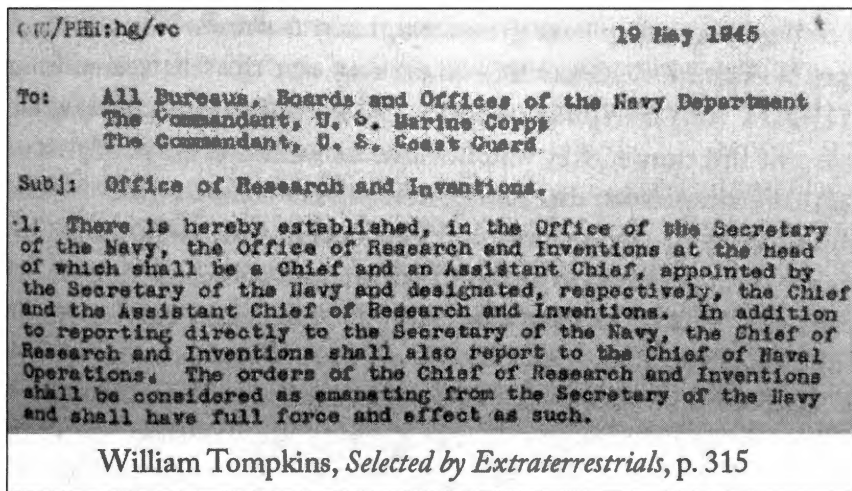 /PHH:hg/vc 19 May 1945
To: All Bureaus, Boards and Offices of the Navy Department
The Commandant, U. S. Marine Corps
The Commandant, U. S. Coast Guard.
Subj: Office of Research and Inventions.
1. There is hereby established, in the Office of the Secretary
of the Navy, the Office of Research and Inventions at the head
of which shall be a Chief and an Assistant Chief, appointed by
the Secretary of the Navy and designated, respectively, the Chief
and the Assistant Chief of Research and Inventions. In addition
to reporting directly to the Secretary of the Navy, the Chief of
Research and Inventions shall also report to the Chief of Naval
Operations. The orders of the Chief of Research and Inventions
shall be considered as emanating from the Secretary of the Navy
and shall have full force and effect as such.
William Tompkins, Selected by Extraterrestrials, p. 315